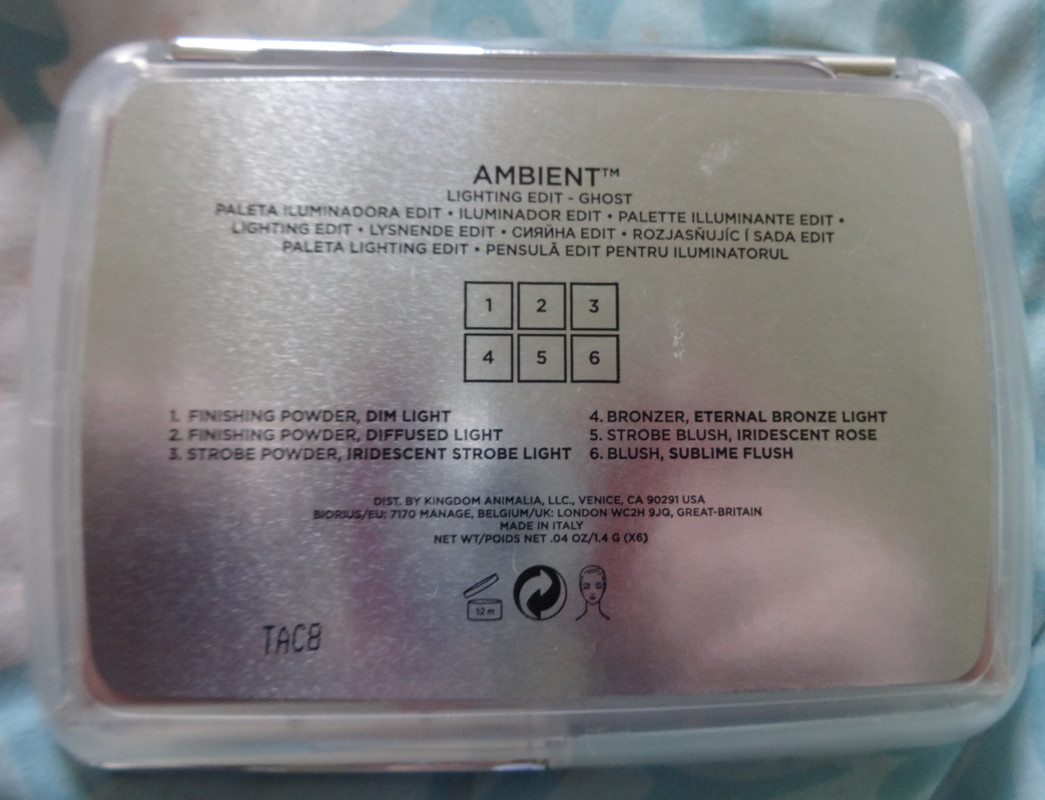 AMBIENT™
LIGHTING EDIT - GHOST
PALETA ILUMINADORA EDIT • ILUMINADOR EDIT • PALETTE ILLUMINANTE EDIT •
LIGHTING EDIT • LYSNENDE EDIT • СИЯЙНА EDIT • ROZJASŇUJÍC Í SADA EDIT
PALETA LIGHTING EDIT • PENSULĂ EDIT PENTRU ILUMINATORUL
1 2 3
4 5 6
1. FINISHING POWDER, DIM LIGHT
2. FINISHING POWDER, DIFFUSED LIGHT
3. STROBE POWDER, IRIDESCENT STROBE LIGHT
4. BRONZER, ETERNAL BRONZE LIGHT
5. STROBE BLUSH, IRIDESCENT ROSE
6. BLUSH, SUBLIME FLUSH
DIST. BY KINGDOM ANIMALIA, LLC., VENICE, CA 90291 USA
BIORIUS/EU: 7170 MANAGE, BELGIUM/UK: LONDON WC2H 9JQ, GREAT-BRITAIN
MADE IN ITALY
NET WT/POIDS NET .04 OZ/1.4 G (X6)
12 m
TAC8